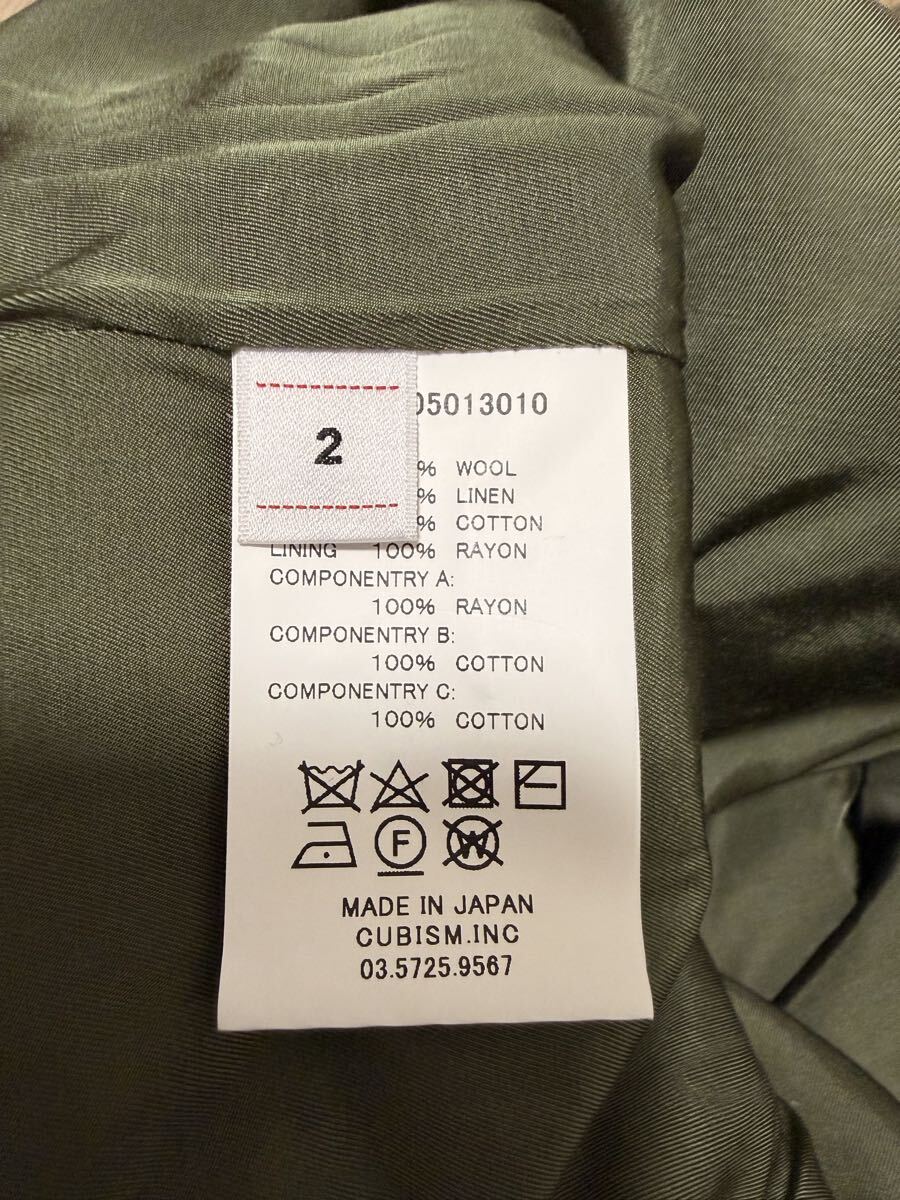 2
05013010
% WOOL
% LINEN
% COTTON
LINING 100% RAYON
COMPONENTRY A:
100% RAYON
COMPONENTRY B:
100% COTTON
COMPONENTRY C:
100% COTTON
F
W
MADE IN JAPAN
CUBISM.INC
03.5725.9567